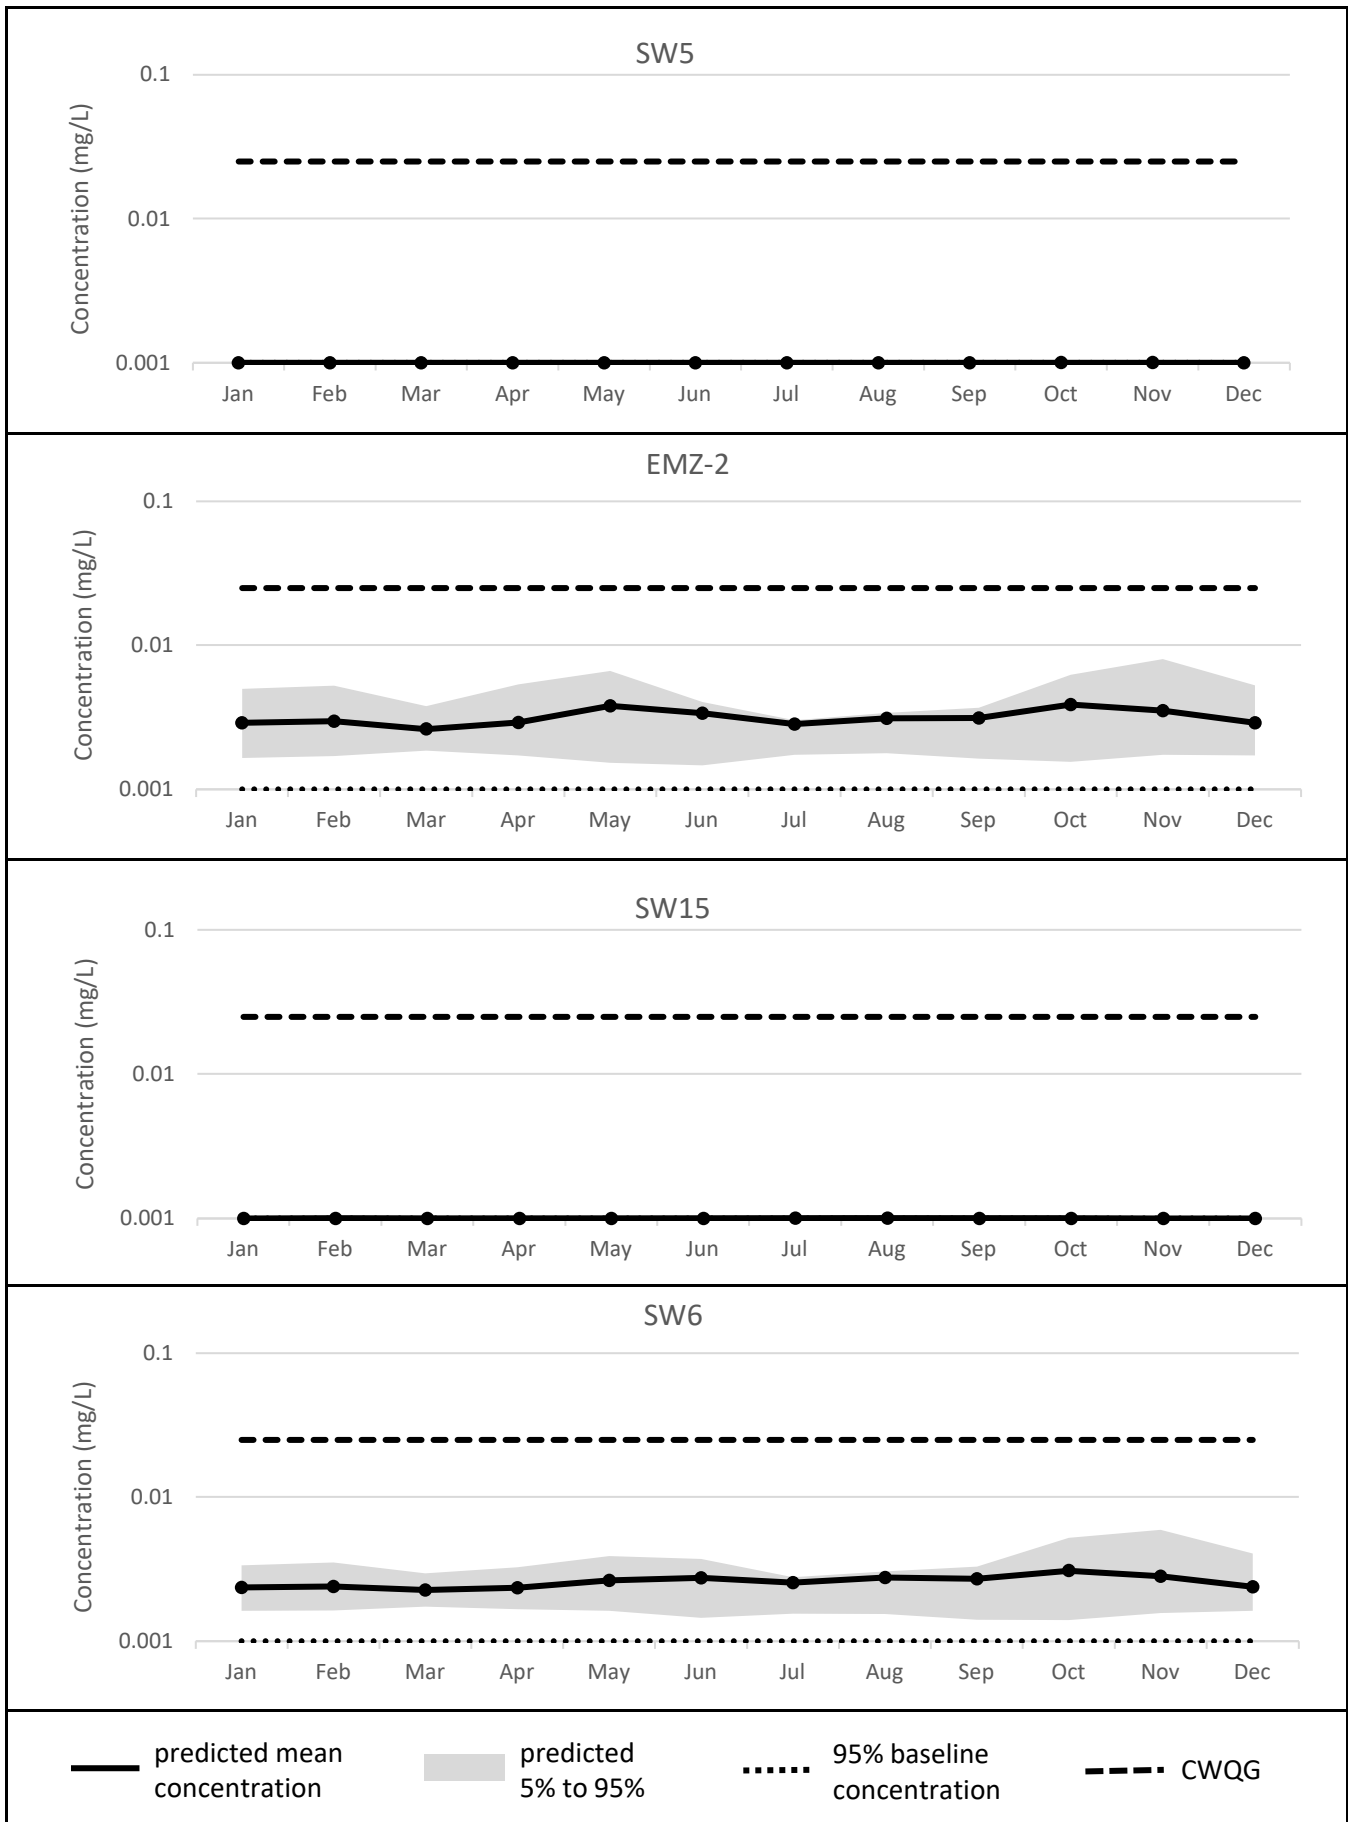 SW5
0.1
0.01
0.001
Concentration (mg/L)
Jan Feb Mar Apr May Jun Jul Aug Sep Oct Nov Dec
EMZ-2
0.1
0.01
0.001
Concentration (mg/L)
Jan Feb Mar Apr May Jun Jul Aug Sep Oct Nov Dec
SW15
0.1
0.01
0.001
Concentration (mg/L)
Jan Feb Mar Apr May Jun Jul Aug Sep Oct Nov Dec
SW6
0.1
0.01
0.001
Concentration (mg/L)
Jan Feb Mar Apr May Jun Jul Aug Sep Oct Nov Dec
predicted mean
concentration
predicted
5% to 95%
95% baseline
concentration
CWQG